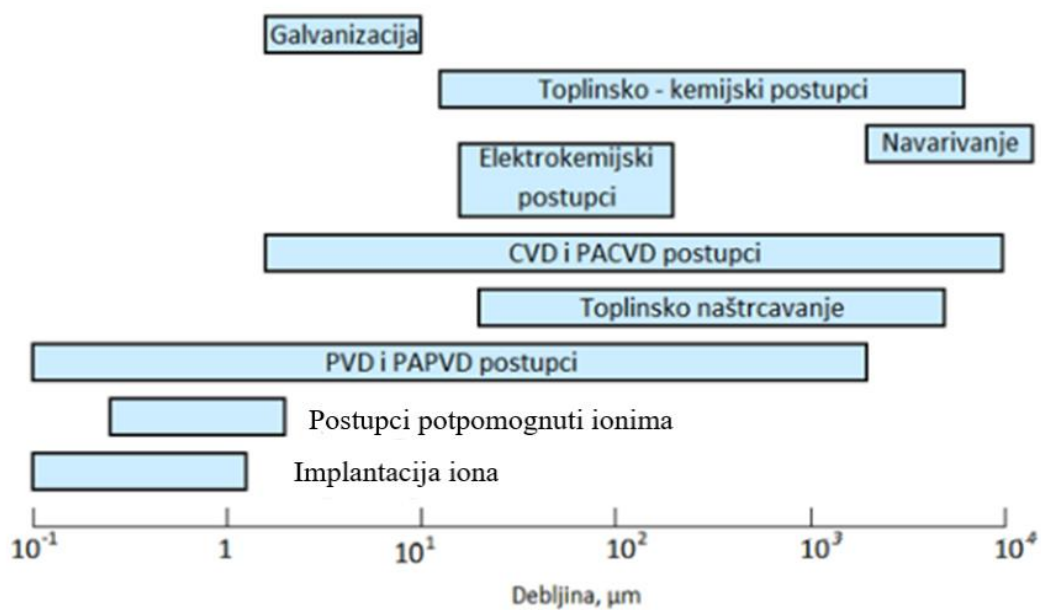 Galvanizacija
Toplinsko - kemijski postupci
Navarivanje
Elektrokemijski
postupci
CVD i PACVD postupci
Toplinsko naštrcavanje
PVD i PAPVD postupci
Postupci potpomognuti ionima
Implantacija iona
10⁻¹ 1 10¹ 10² 10³ 10⁴
Debljina, µm